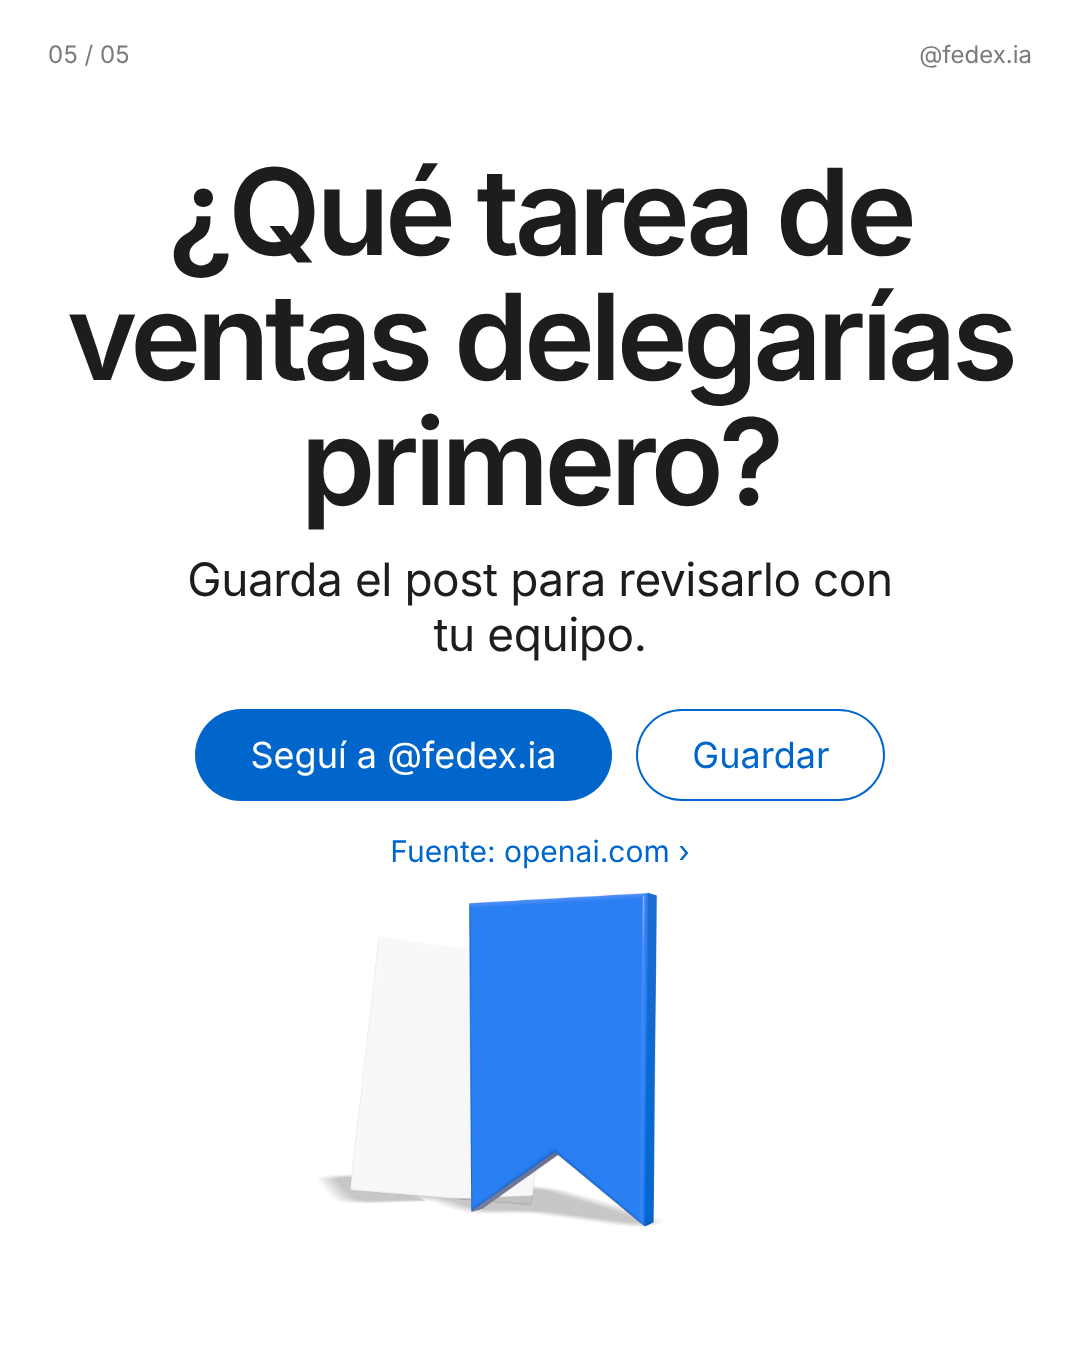 05 / 05
@fedex.ia
¿Qué tarea de
ventas delegarías
primero?
Guarda el post para revisarlo con
tu equipo.
Seguí a @fedex.ia
Guardar
Fuente: openai.com ›